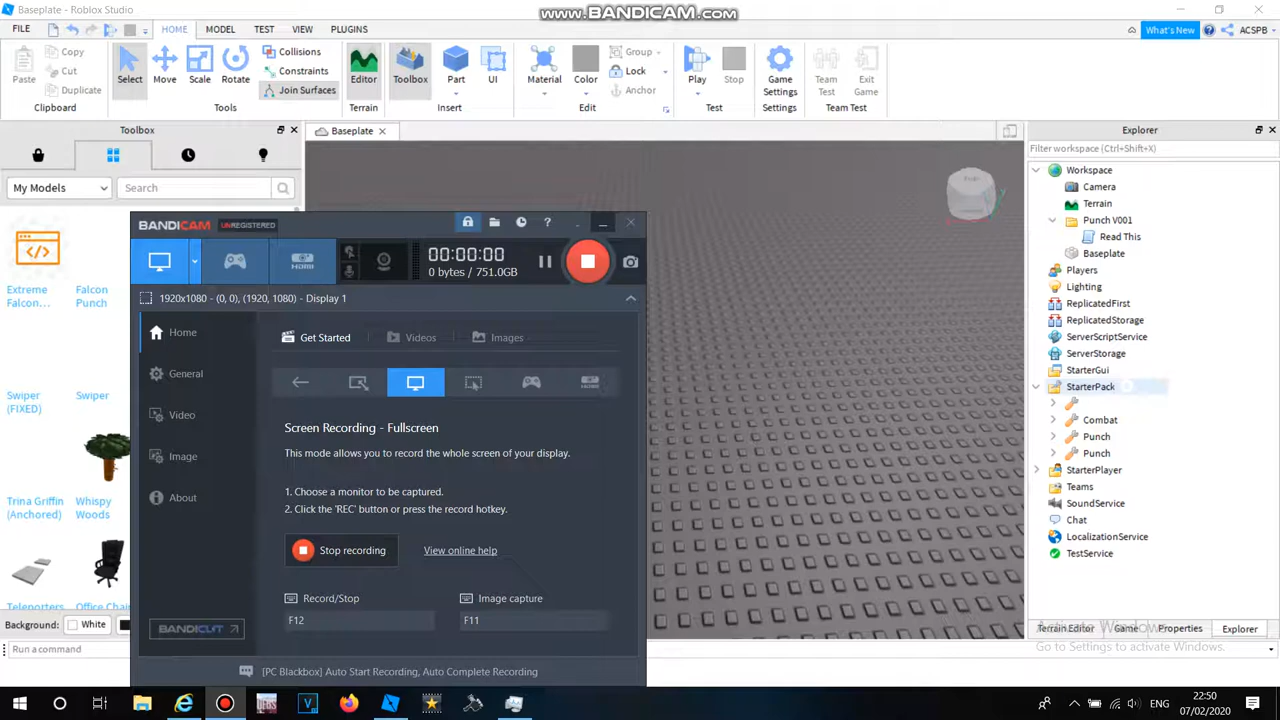 Baseplate - Roblox Studio
www.BANDICAM.com
FILE
HOME
MODEL
TEST
VIEW
PLUGINS
What's New
ACSPB
Paste
Copy
Cut
Duplicate
Clipboard
Select
Move
Scale
Rotate
Tools
Collisions
Constraints
Join Surfaces
Editor
Terrain
Toolbox
Part
UI
Insert
Material
Color
Group
Lock
Anchor
Edit
Play
Stop
Test
Game
Settings
Settings
Team
Test
Exit
Game
Team Test
Toolbox
My Models
Search
Extreme
Falcon...
Falcon
Punch
Swiper
(FIXED)
Swiper
Trina Griffin
(Anchored)
Whispy
Woods
Teleporters
Office Chair
Background:
White
Run a command
Baseplate
BANDICAM UNREGISTERED
00:00:00
0 bytes / 751.0GB
1920x1080 - (0, 0), (1920, 1080) - Display 1
HDMI
Home
General
Video
Image
About
BANDICUT
Get Started
Videos
Images
HDMI
Screen Recording - Fullscreen
This mode allows you to record the whole screen of your display.
1. Choose a monitor to be captured.
2. Click the 'REC' button or press the record hotkey.
Stop recording
View online help
Record/Stop
F12
Image capture
F11
[PC Blackbox] Auto Start Recording, Auto Complete Recording
Explorer
Filter workspace (Ctrl+Shift+X)
Workspace
Camera
Terrain
Punch V001
Read This
Baseplate
Players
Lighting
ReplicatedFirst
ReplicatedStorage
ServerScriptService
ServerStorage
StarterGui
StarterPack
Combat
Punch
Punch
StarterPlayer
Teams
SoundService
Chat
LocalizationService
TestService
Activate Windows
Go to Settings to activate Windows.
Terrain Editor
Game
Properties
Explorer
ENG
22:50
07/02/2020